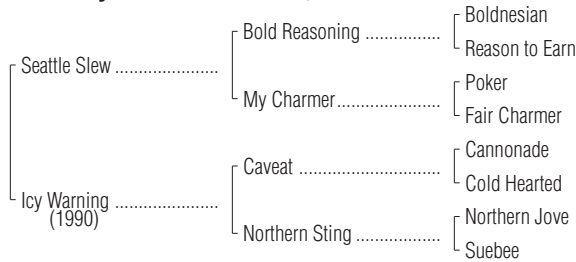 Boldnesian
Bold Reasoning ................
Reason to Earn
Seattle Slew ......................
Poker
My Charmer......................
Fair Charmer
Cannonade
Caveat ..............................
Cold Hearted
Icy Warning ......................
(1990)
Northern Jove
Northern Sting ..................
Suebee